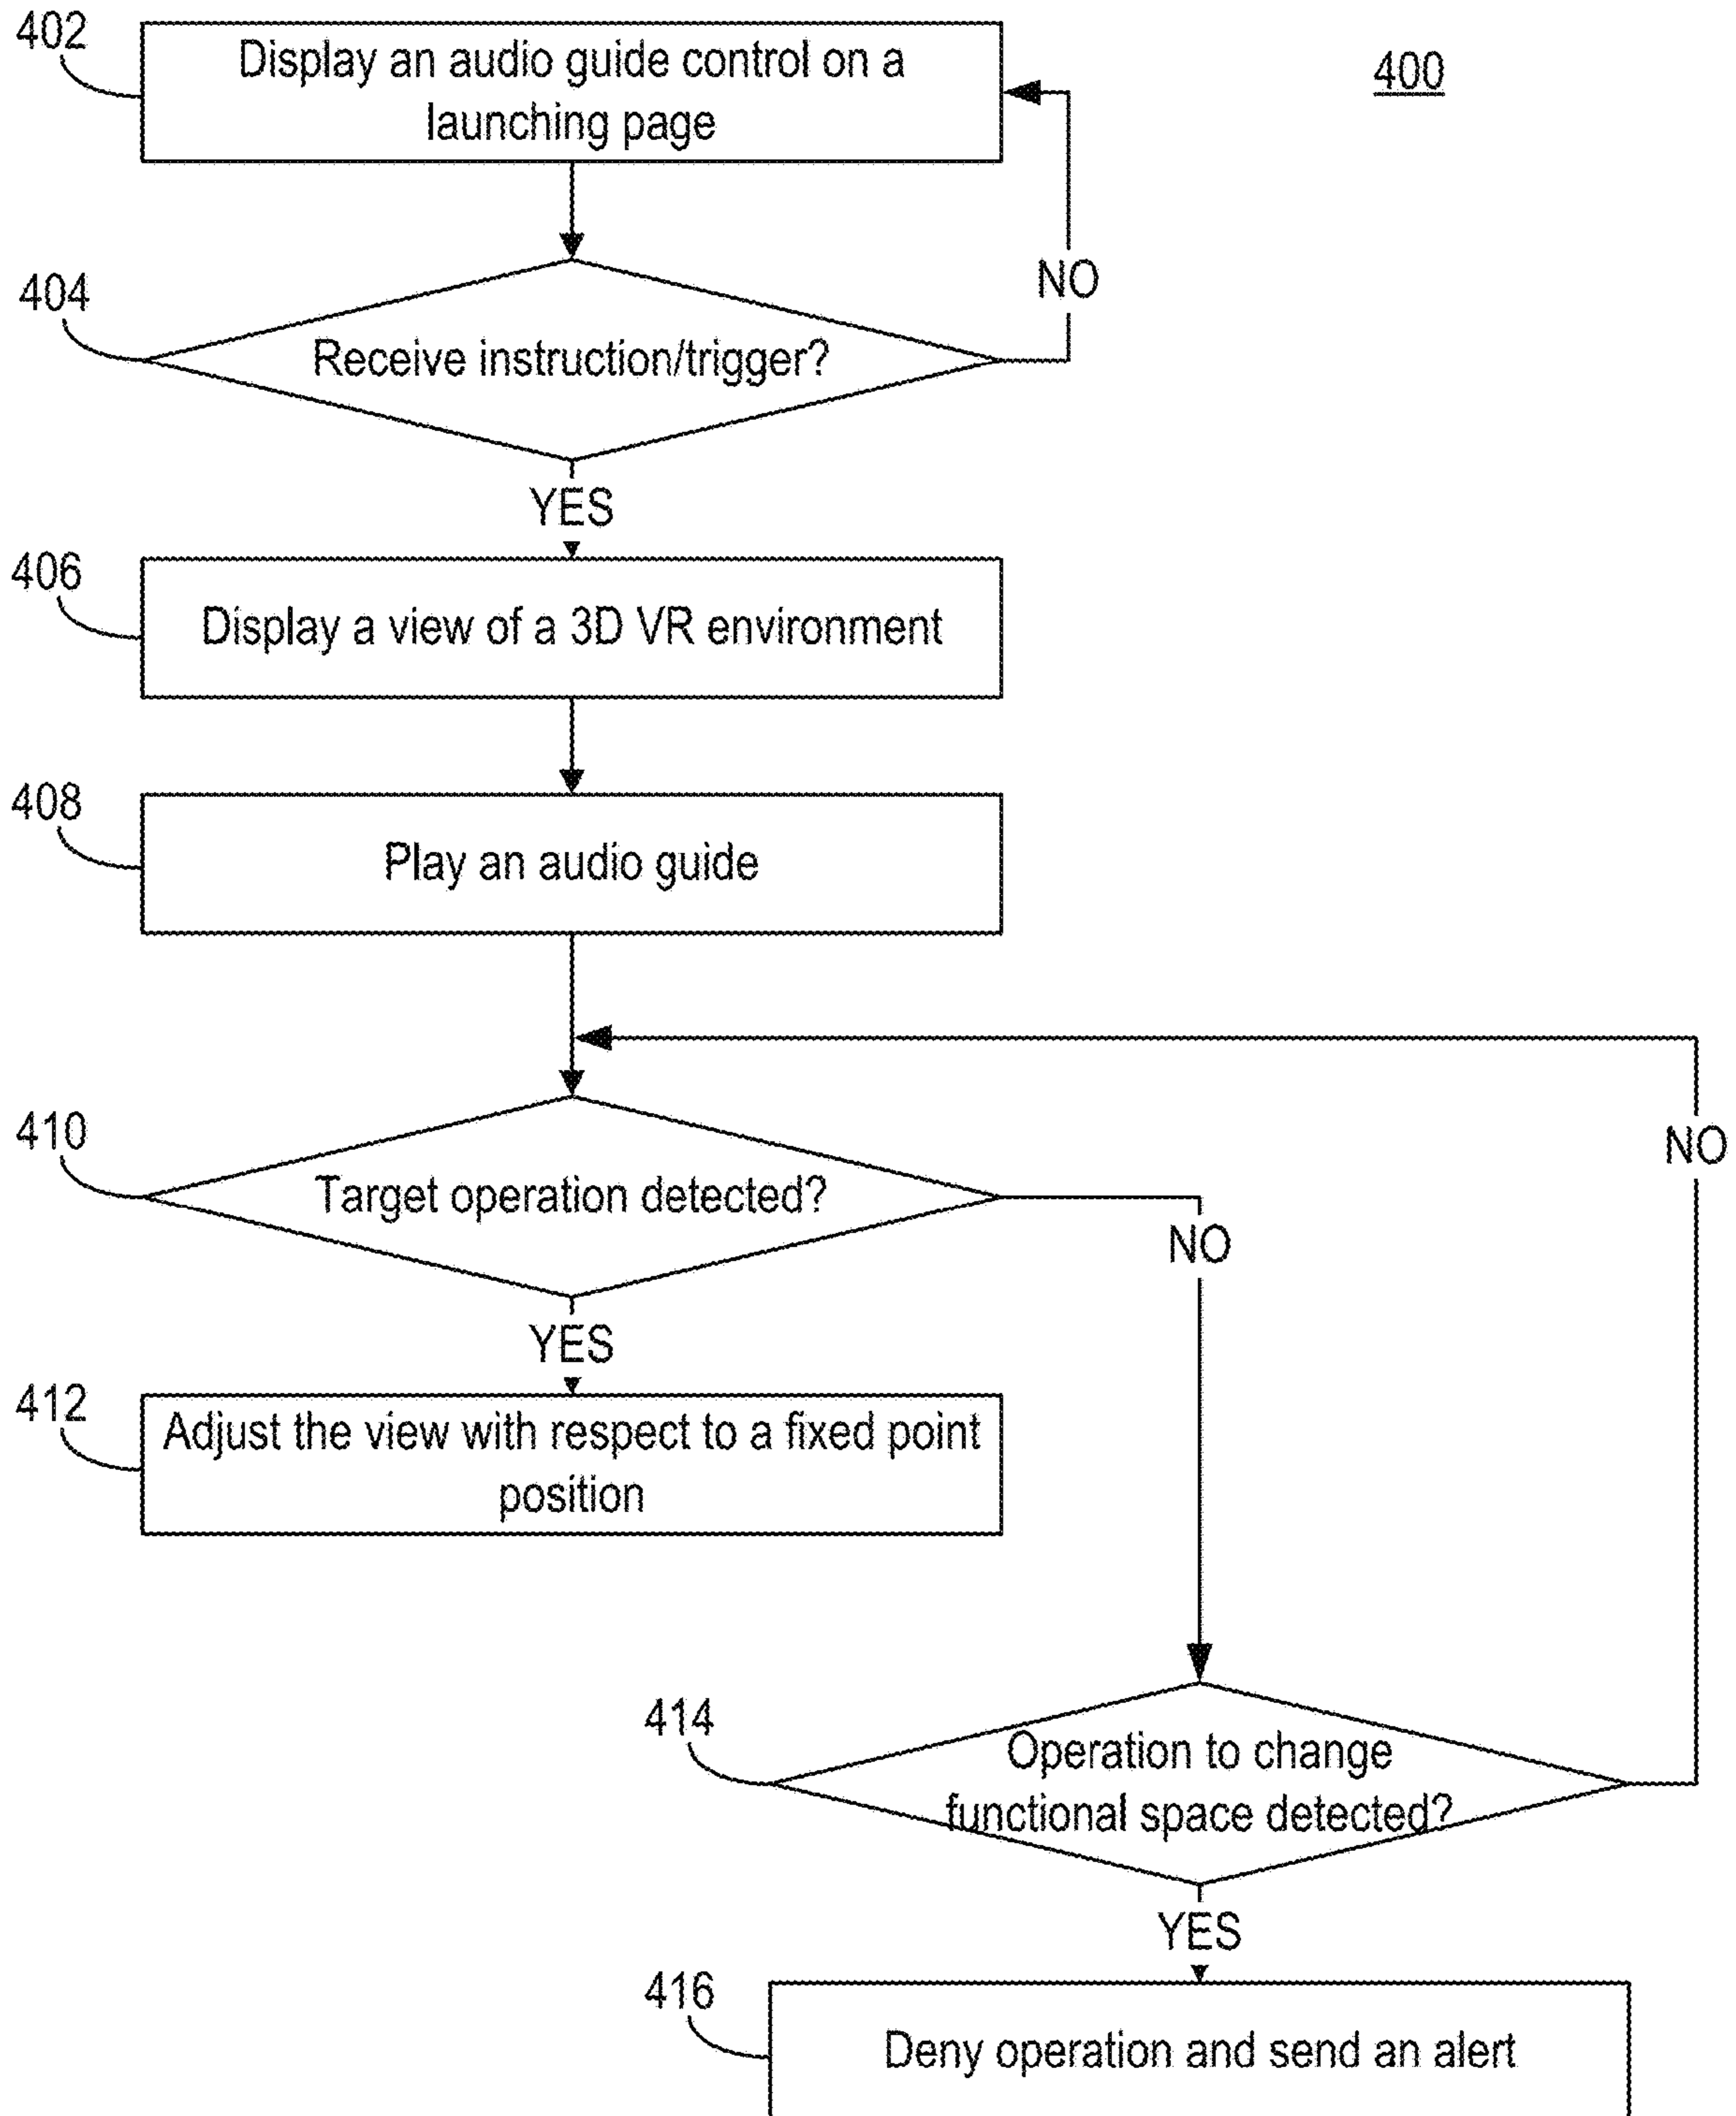 402
Display an audio guide control on a
launching page
400
404
Receive instruction/trigger?
NO
YES
406
Display a view of a 3D VR environment
408
Play an audio guide
410
Target operation detected?
NO
NO
YES
412
Adjust the view with respect to a fixed point
position
414
Operation to change
functional space detected?
YES
416
Deny operation and send an alert